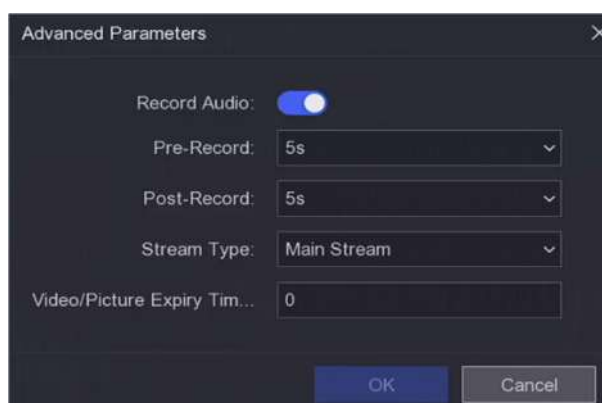 Advanced Parameters
Record Audio:
Pre-Record: 5s
Post-Record: 5s
Stream Type: Main Stream
Video/Picture Expiry Tim... 0
OK Cancel